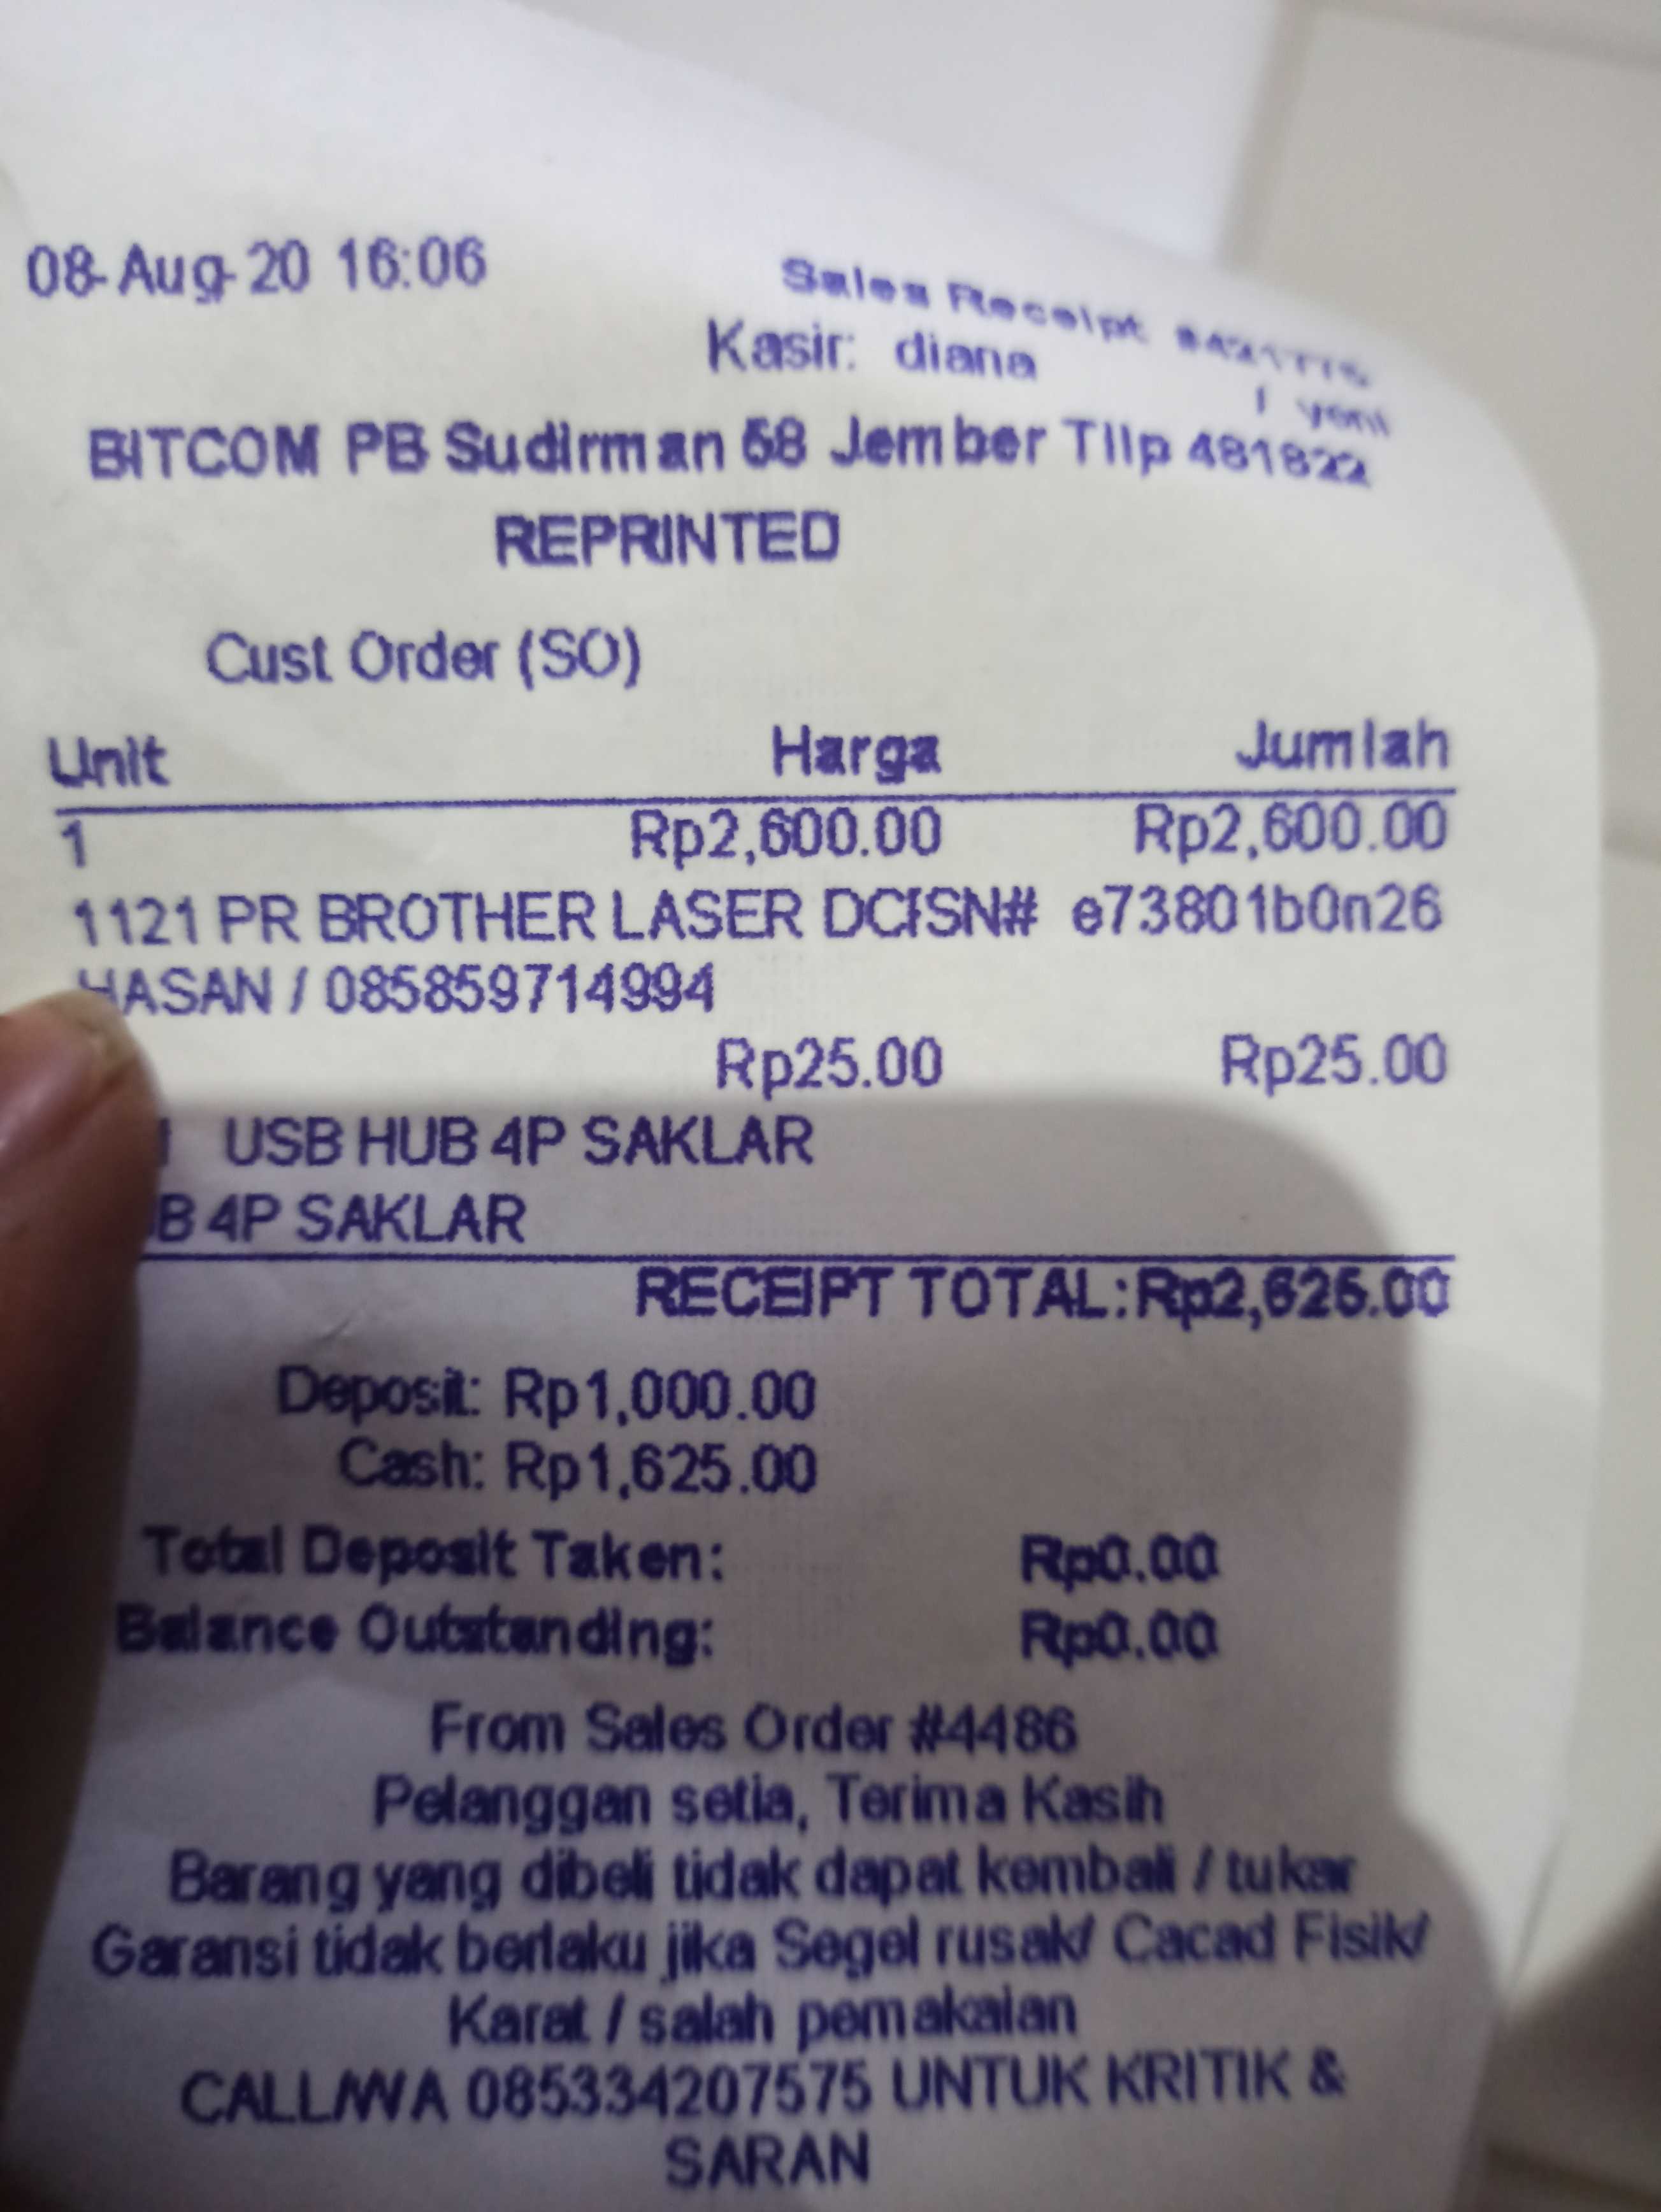 08-Aug-20 16:06
Sales Receipt
Kasir: diana
/ yeni
BITCOM PB Sudirman 58 Jember Tllp 481822
REPRINTED
Cust Order (SO)
Unit Harga Jumlah
1 Rp2,600.00 Rp2,600.00
1121 PR BROTHER LASER DCISN# e73801b0n26
HASAN / 085859714994
Rp25.00 Rp25.00
USB HUB 4P SAKLAR
4P SAKLAR
RECEIPT TOTAL: Rp2,625.00
Deposit: Rp1,000.00
Cash: Rp1,625.00
Total Deposit Taken: Rp0.00
Balance Outstanding: Rp0.00
From Sales Order #4486
Pelanggan setia, Terima Kasih
Barang yang dibeli tidak dapat kembali / tukar
Garansi tidak berlaku jika Segel rusak/ Cacad Fisik/
Karat / salah pemakaian
CALL/WA 085334207575 UNTUK KRITIK &
SARAN